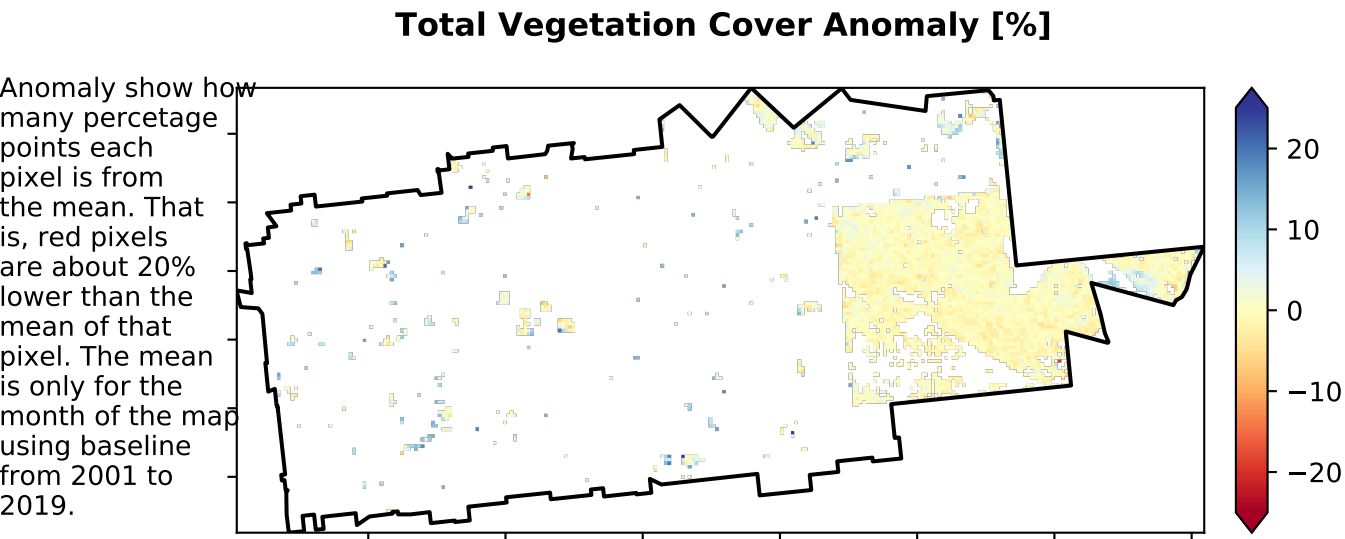 Total Vegetation Cover Anomaly [%]
Anomaly show how
many percetage
points each
pixel is from
the mean. That
is, red pixels
are about 20%
lower than the
mean of that
pixel. The mean
is only for the
month of the map
using baseline
from 2001 to
2019.
20
10
0
−10
−20